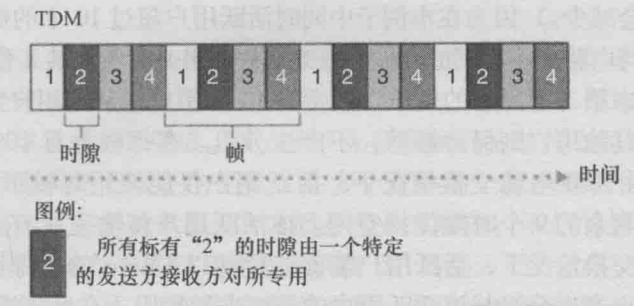 TDM
1 2 3 4 1 2 3 4 1 2 3 4 1 2 3 4
时隙 帧
时间
图例:
2 所有标有“2”的时隙由一个特定
的发送方接收方对所专用